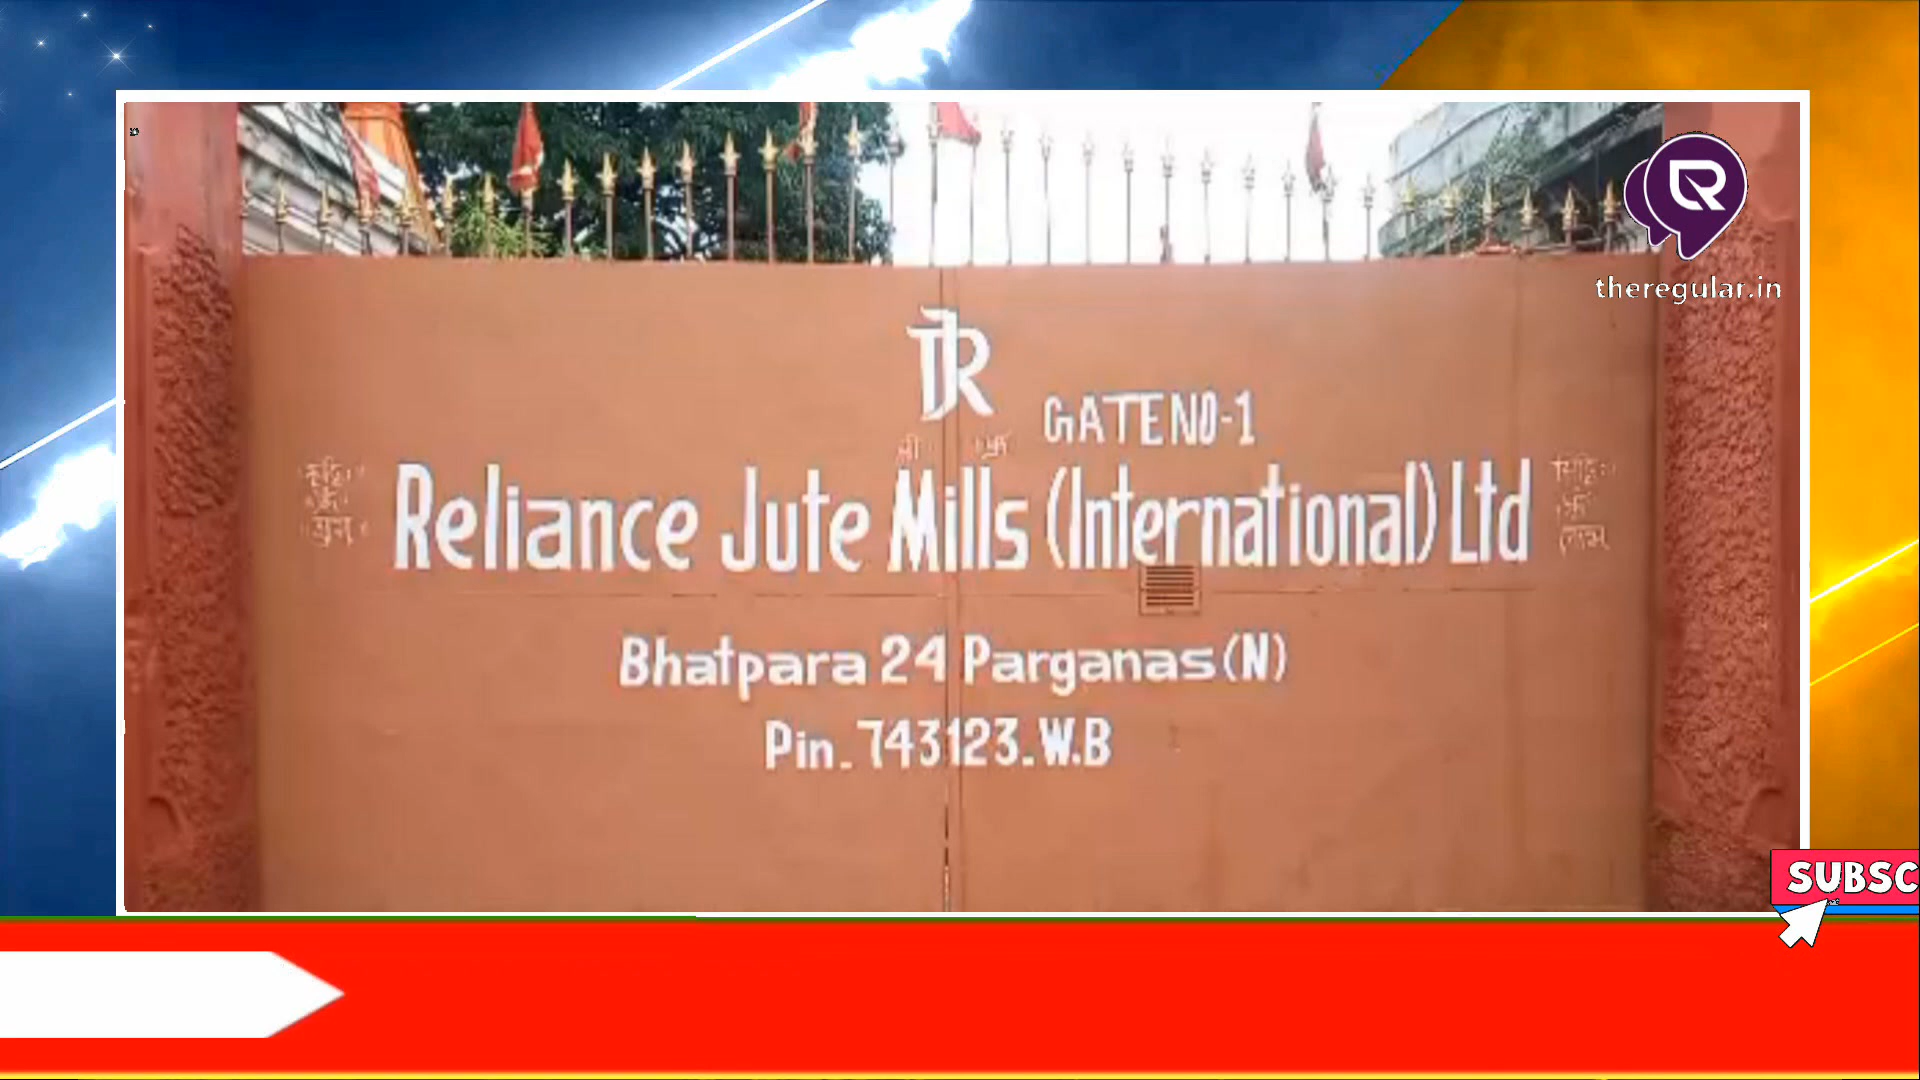 theregular.in
GATE NO-1
Reliance Jute Mills (International) Ltd
Bhatpara 24 Parganas (N)
Pin. 743123. W.B
SUBSC